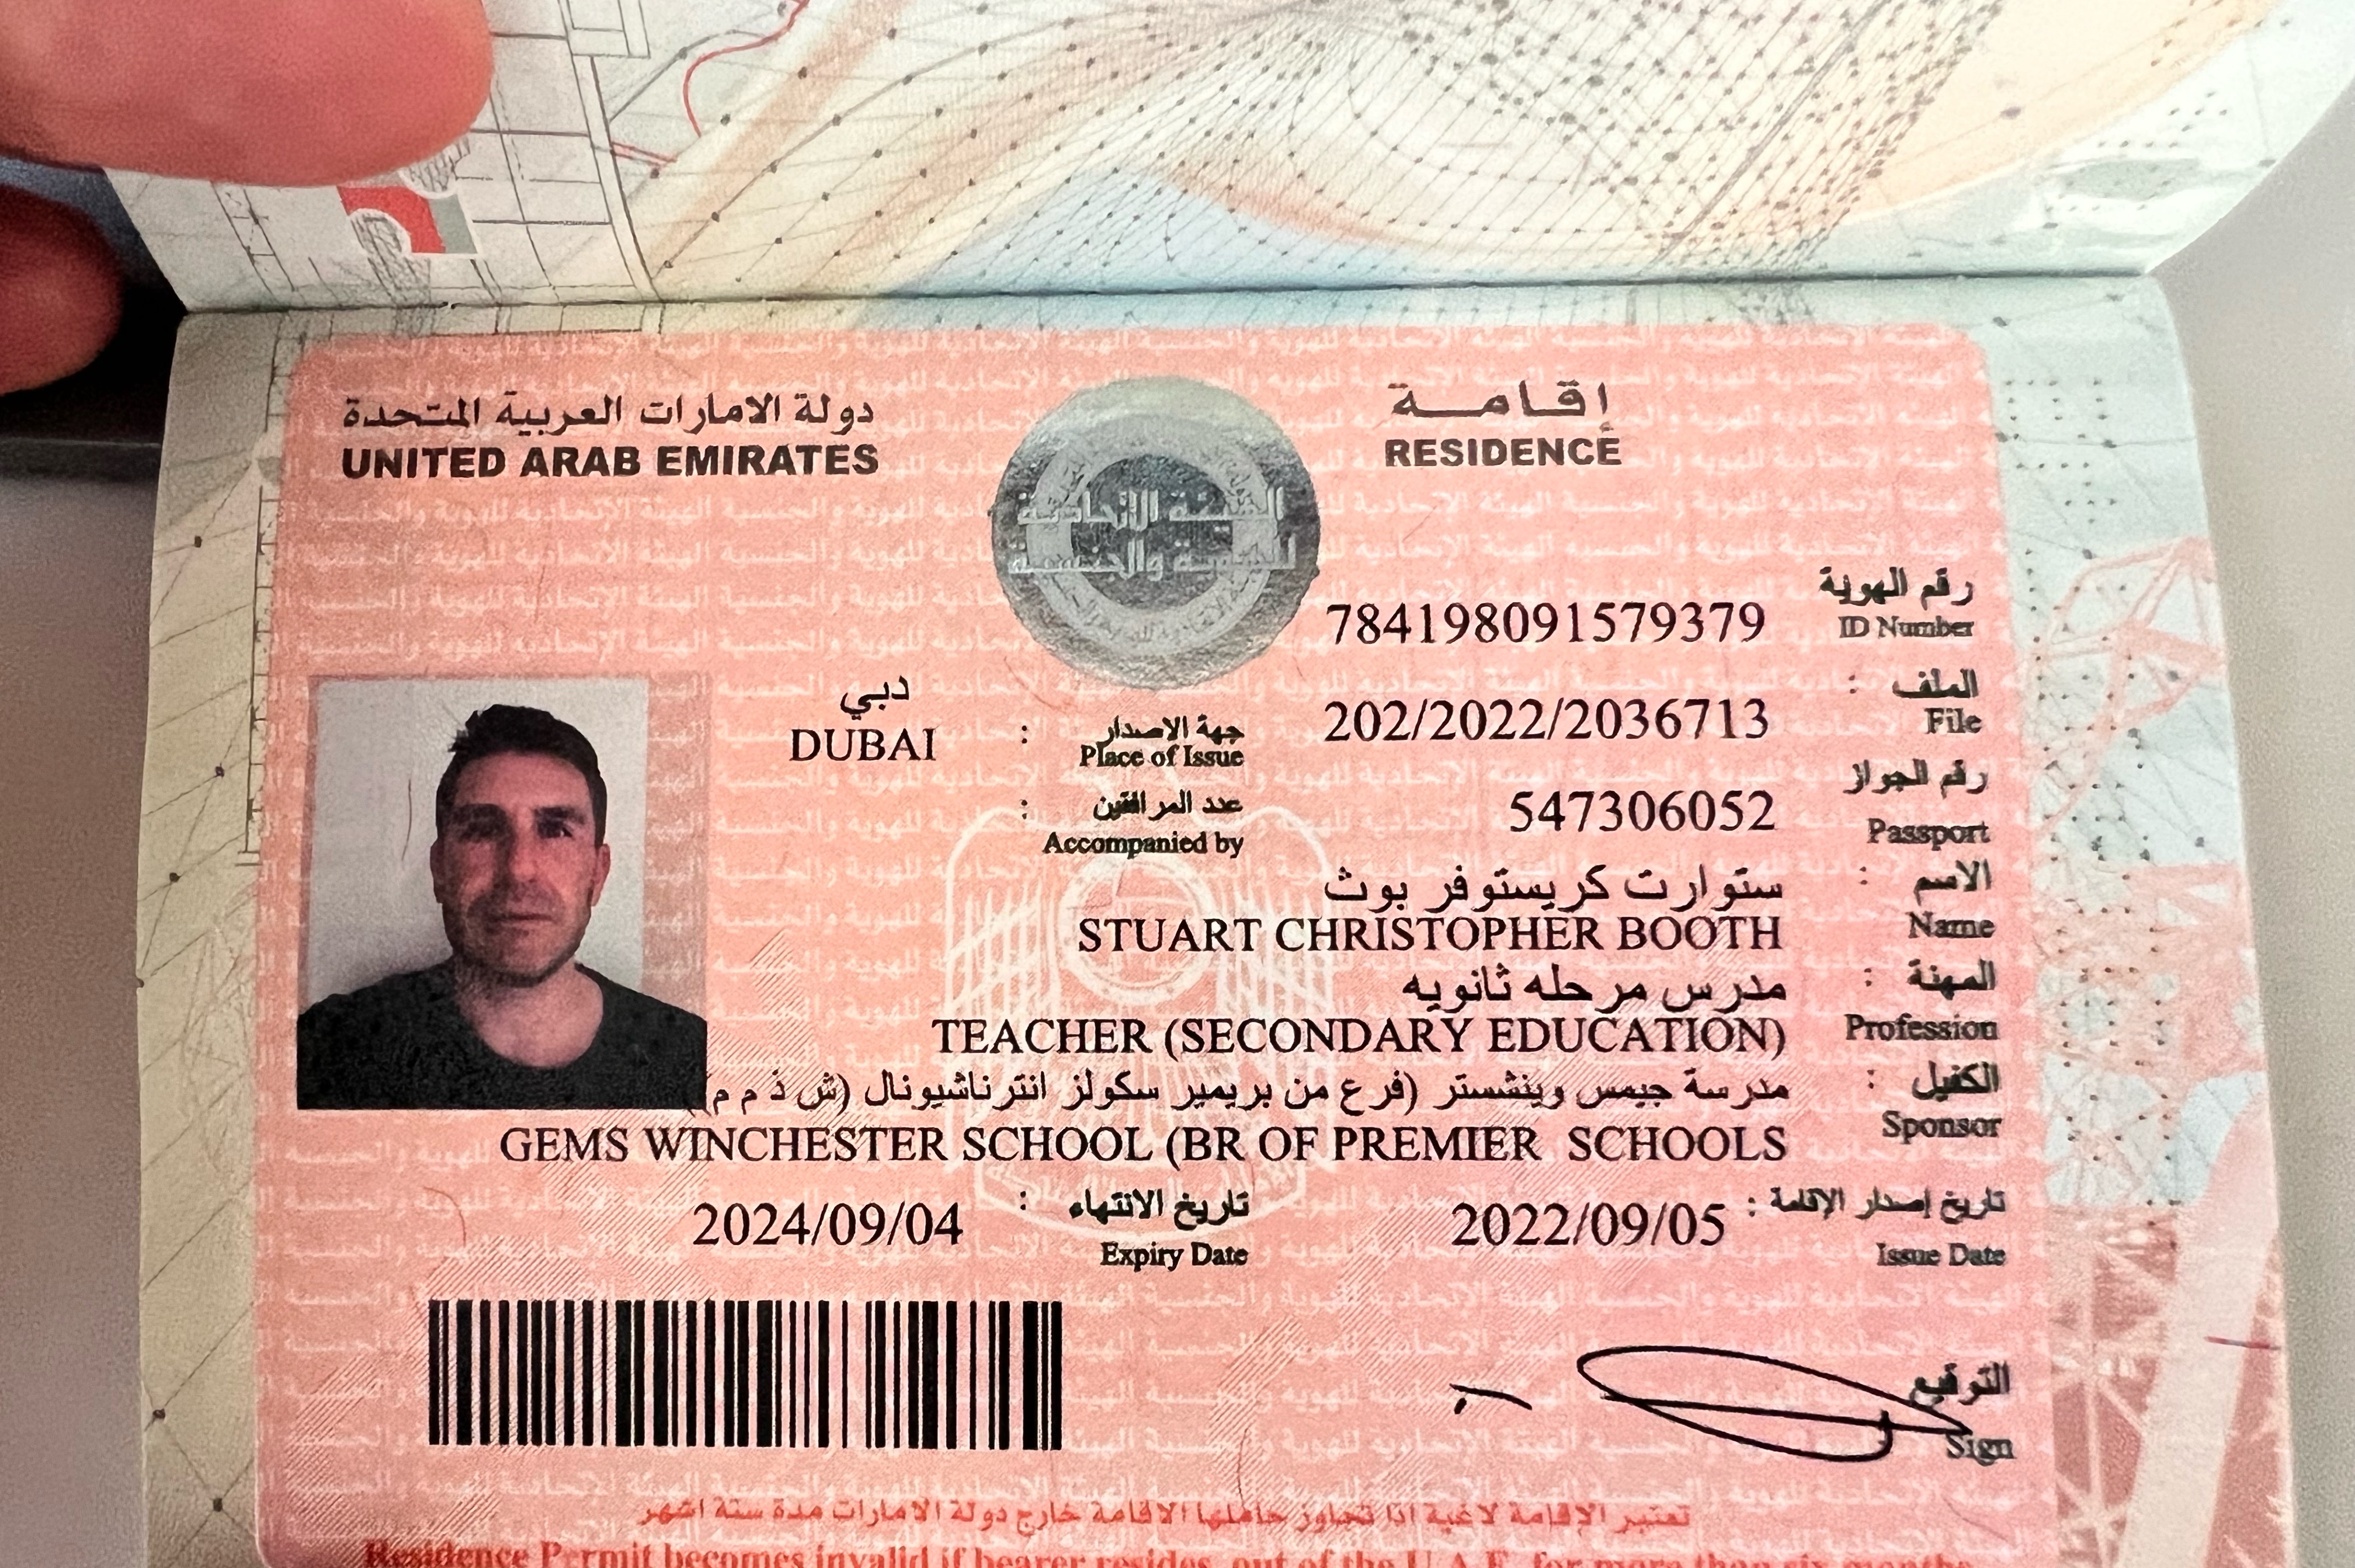 دولة الامارات العربية المتحدة
UNITED ARAB EMIRATES
إقامة
RESIDENCE
الهيئة الإتحادية
للهوية والجنسية
784198091579379 رقم الهوية
ID Number
202/2022/2036713 الملف :
File
دبي
DUBAI
جهة الاصدار :
Place of Issue
547306052 رقم الجواز
Passport
عدد المرافقين :
Accompanied by
ستوارت كريستوفر بوث الاسم :
STUART CHRISTOPHER BOOTH Name
مدرس مرحله ثانويه المهنة :
TEACHER (SECONDARY EDUCATION) Profession
مدرسة جيمس وينشستر (فرع من بريمير سكولز انترناشيونال (ش ذ م م) الكفيل :
GEMS WINCHESTER SCHOOL (BR OF PREMIER SCHOOLS Sponsor
2022/09/05 تاريخ إصدار الإقامة :
Issue Date
2024/09/04 تاريخ الانتهاء :
Expiry Date
التوقيع
Sign
تعتبر الإقامة لاغية اذا تجاوز حاملها الاقامة خارج دولة الامارات مدة ستة اشهر
Residence Permit becomes invalid if bearer resides out of the U.A.E. for more than six months